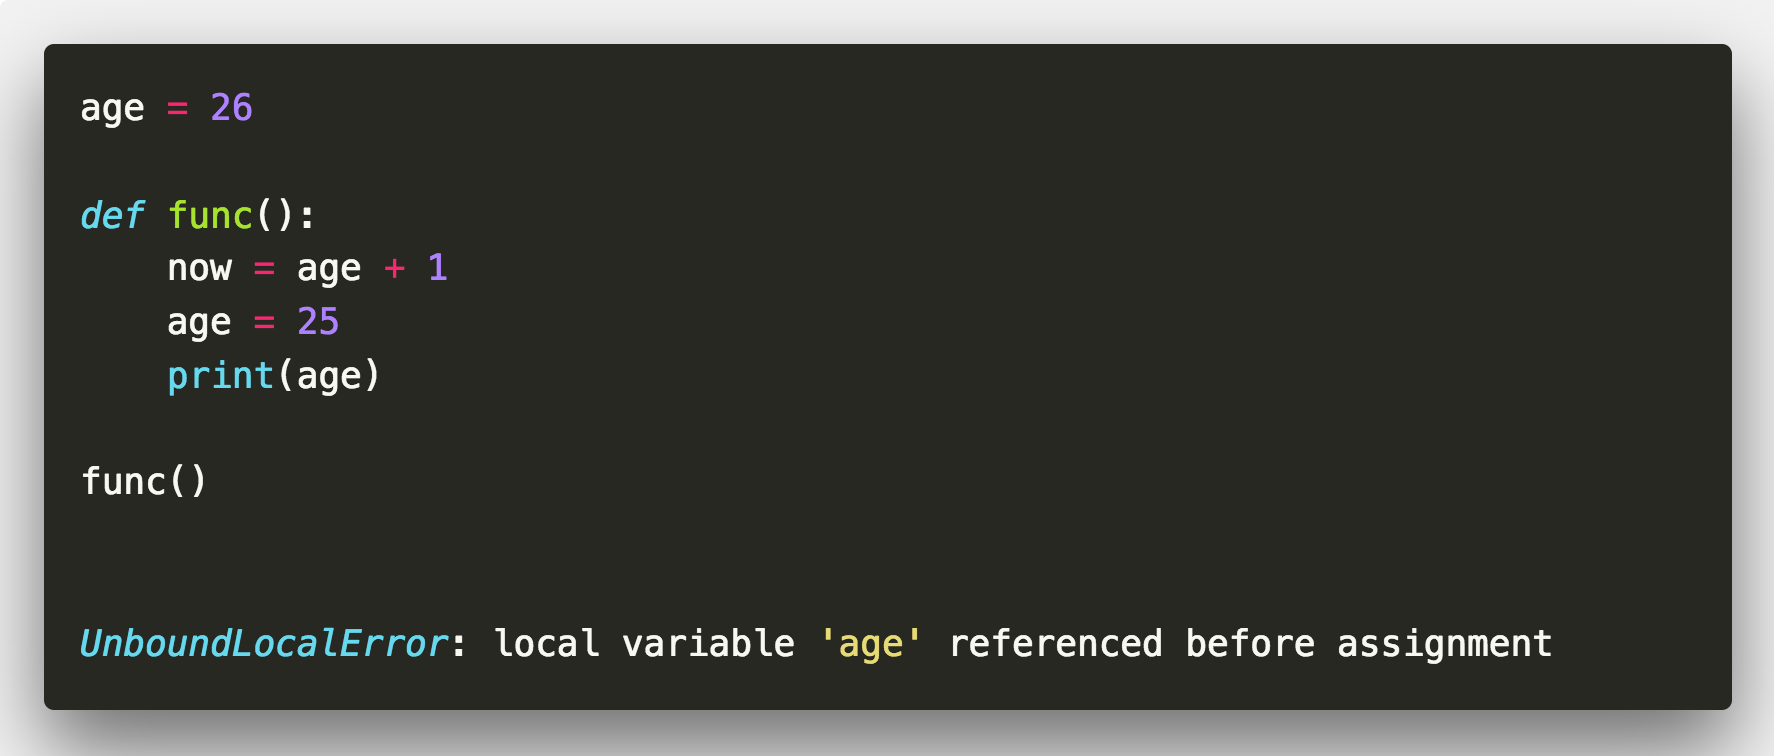 age = 26
def func():
    now = age + 1
    age = 25
    print(age)
func()
UnboundLocalError: local variable 'age' referenced before assignment